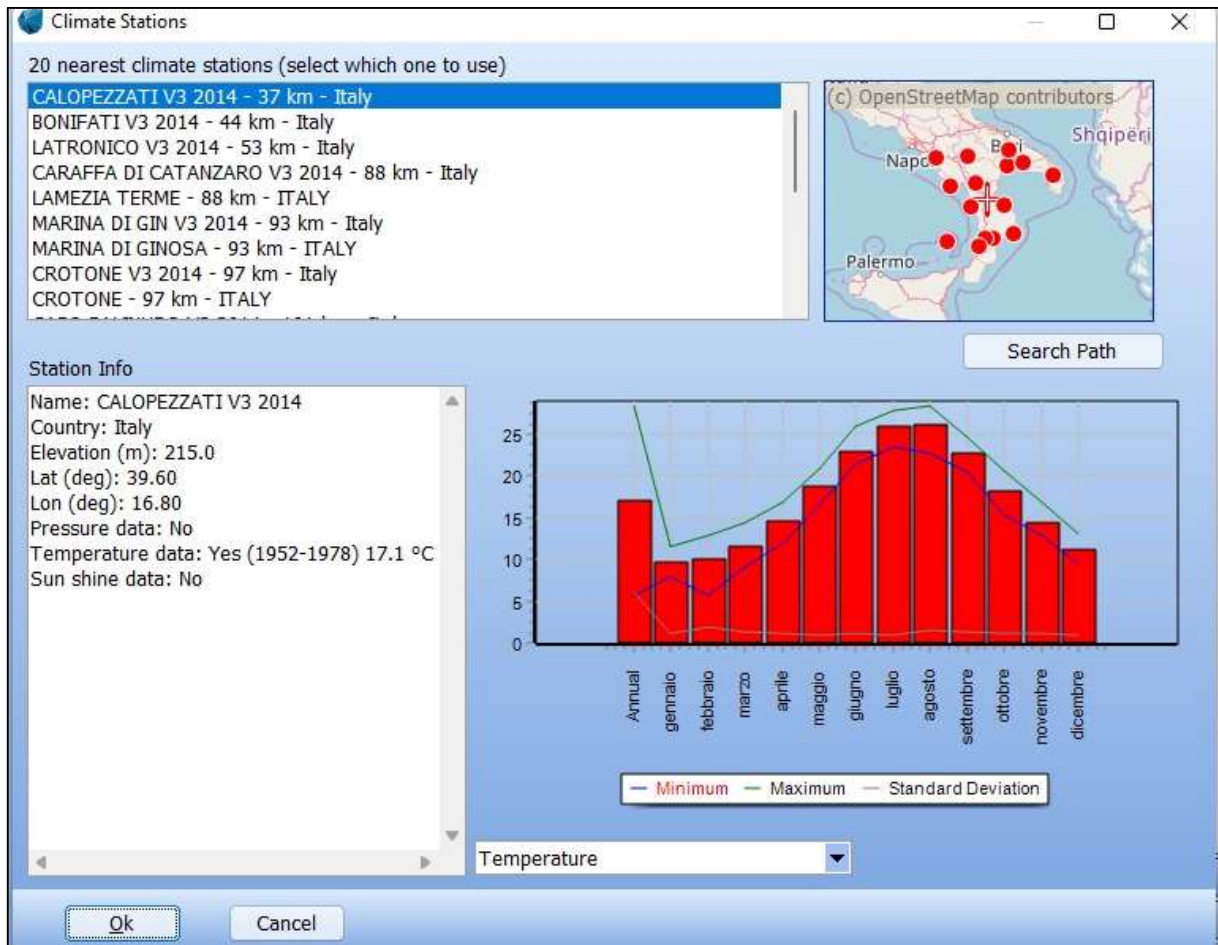 Climate Stations
20 nearest climate stations (select which one to use)
CALOPEZZATI V3 2014 - 37 km - Italy
BONIFATI V3 2014 - 44 km - Italy
LATRONICO V3 2014 - 53 km - Italy
CARAFFA DI CATANZARO V3 2014 - 88 km - Italy
LAMEZIA TERME - 88 km - ITALY
MARINA DI GIN V3 2014 - 93 km - Italy
MARINA DI GINOSA - 93 km - ITALY
CROTONE V3 2014 - 97 km - Italy
CROTONE - 97 km - ITALY
(c) OpenStreetMap contributors
Shqipëri
Palermo
Search Path
Station Info
Name: CALOPEZZATI V3 2014
Country: Italy
Elevation (m): 215.0
Lat (deg): 39.60
Lon (deg): 16.80
Pressure data: No
Temperature data: Yes (1952-1978) 17.1 ºC
Sun shine data: No
25
20
15
10
5
0
Annual
gennaio
febbraio
marzo
aprile
maggio
giugno
luglio
agosto
settembre
ottobre
novembre
dicembre
Minimum Maximum Standard Deviation
Temperature
Ok
Cancel